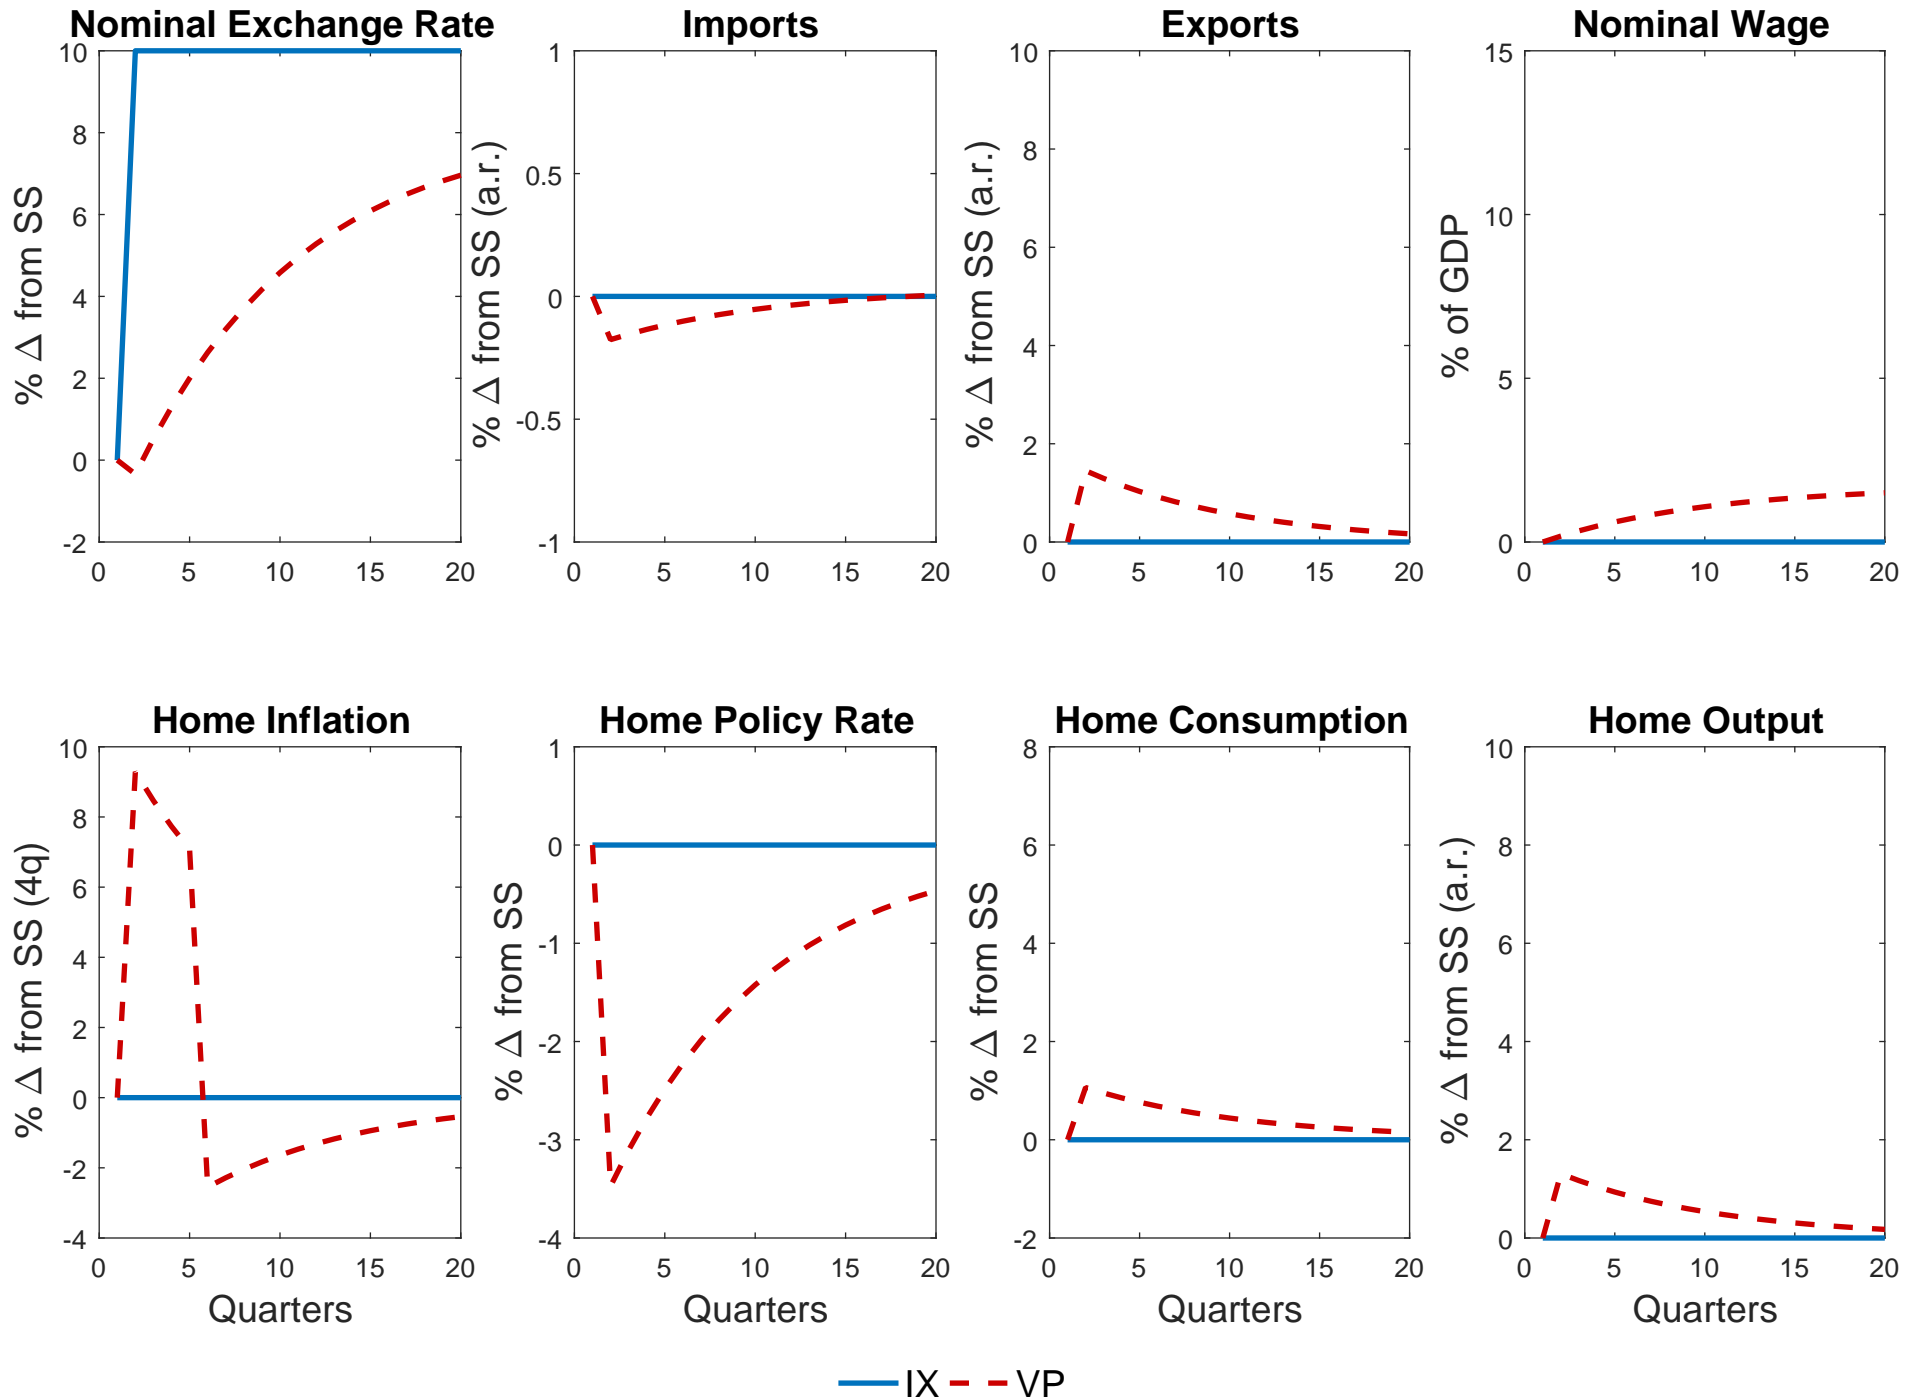 Nominal Exchange Rate
Imports
Exports
Nominal Wage
% Δ from SS
10
8
6
4
2
0
-2
0 5 10 15 20
% Δ from SS (a.r.)
1
0.5
0
-0.5
-1
0 5 10 15 20
% Δ from SS (a.r.)
10
8
6
4
2
0
0 5 10 15 20
% of GDP
15
10
5
0
0 5 10 15 20
Home Inflation
Home Policy Rate
Home Consumption
Home Output
% Δ from SS (4q)
10
8
6
4
2
0
-2
-4
0 5 10 15 20
Quarters
% Δ from SS
1
0
-1
-2
-3
-4
0 5 10 15 20
Quarters
% Δ from SS
8
6
4
2
0
-2
0 5 10 15 20
Quarters
% Δ from SS (a.r.)
10
8
6
4
2
0
0 5 10 15 20
Quarters
IX VP